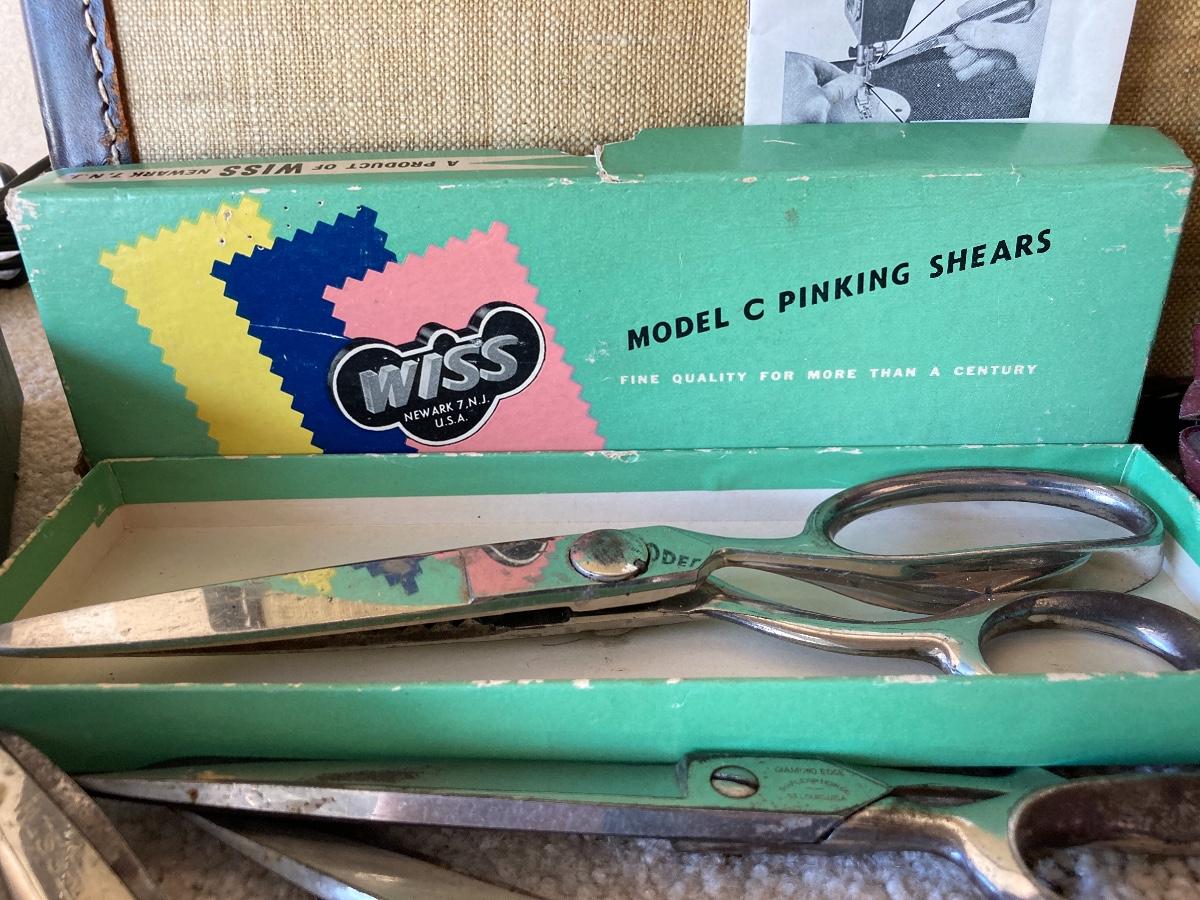 A PRODUCT OF WISS NEWARK 7, N.J.
MODEL C PINKING SHEARS
FINE QUALITY FOR MORE THAN A CENTURY
WISS
NEWARK 7, N.J.
U.S.A.
DIAMOND EDGE